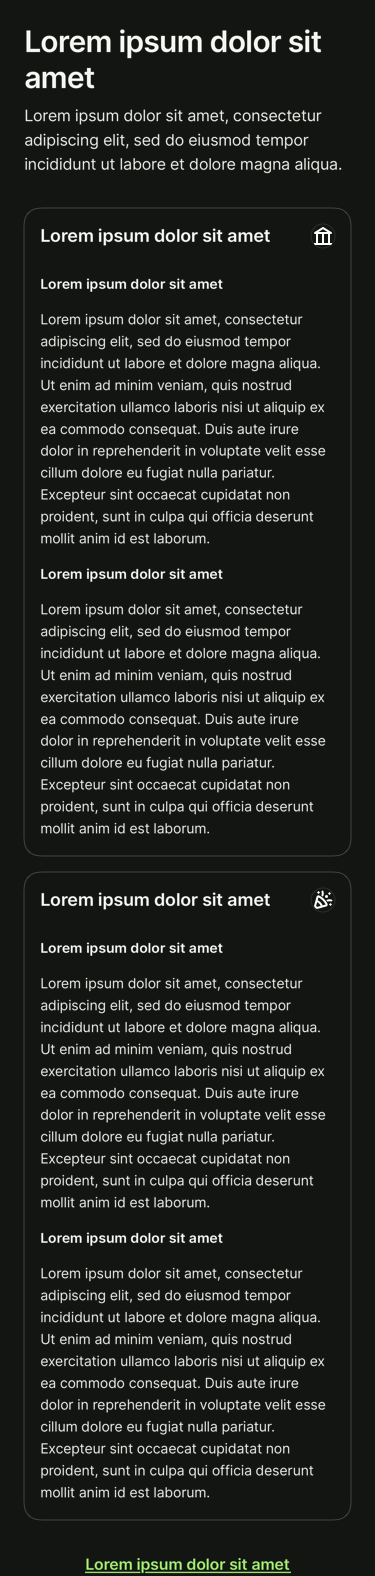 Lorem ipsum dolor sit
amet
Lorem ipsum dolor sit amet, consectetur
adipiscing elit, sed do eiusmod tempor
incididunt ut labore et dolore magna aliqua.
Lorem ipsum dolor sit amet
Lorem ipsum dolor sit amet
Lorem ipsum dolor sit amet, consectetur
adipiscing elit, sed do eiusmod tempor
incididunt ut labore et dolore magna aliqua.
Ut enim ad minim veniam, quis nostrud
exercitation ullamco laboris nisi ut aliquip ex
ea commodo consequat. Duis aute irure
dolor in reprehenderit in voluptate velit esse
cillum dolore eu fugiat nulla pariatur.
Excepteur sint occaecat cupidatat non
proident, sunt in culpa qui officia deserunt
mollit anim id est laborum.
Lorem ipsum dolor sit amet
Lorem ipsum dolor sit amet, consectetur
adipiscing elit, sed do eiusmod tempor
incididunt ut labore et dolore magna aliqua.
Ut enim ad minim veniam, quis nostrud
exercitation ullamco laboris nisi ut aliquip ex
ea commodo consequat. Duis aute irure
dolor in reprehenderit in voluptate velit esse
cillum dolore eu fugiat nulla pariatur.
Excepteur sint occaecat cupidatat non
proident, sunt in culpa qui officia deserunt
mollit anim id est laborum.
Lorem ipsum dolor sit amet
Lorem ipsum dolor sit amet
Lorem ipsum dolor sit amet, consectetur
adipiscing elit, sed do eiusmod tempor
incididunt ut labore et dolore magna aliqua.
Ut enim ad minim veniam, quis nostrud
exercitation ullamco laboris nisi ut aliquip ex
ea commodo consequat. Duis aute irure
dolor in reprehenderit in voluptate velit esse
cillum dolore eu fugiat nulla pariatur.
Excepteur sint occaecat cupidatat non
proident, sunt in culpa qui officia deserunt
mollit anim id est laborum.
Lorem ipsum dolor sit amet
Lorem ipsum dolor sit amet, consectetur
adipiscing elit, sed do eiusmod tempor
incididunt ut labore et dolore magna aliqua.
Ut enim ad minim veniam, quis nostrud
exercitation ullamco laboris nisi ut aliquip ex
ea commodo consequat. Duis aute irure
dolor in reprehenderit in voluptate velit esse
cillum dolore eu fugiat nulla pariatur.
Excepteur sint occaecat cupidatat non
proident, sunt in culpa qui officia deserunt
mollit anim id est laborum.
Lorem ipsum dolor sit amet